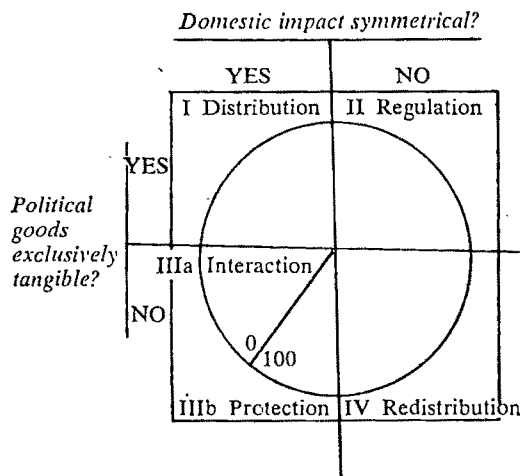 Domestic impact symmetrical?
YES NO
I Distribution II Regulation
YES
Political
goods
exclusively
tangible?
IIIa Interaction
NO
0
100
IIIb Protection IV Redistribution